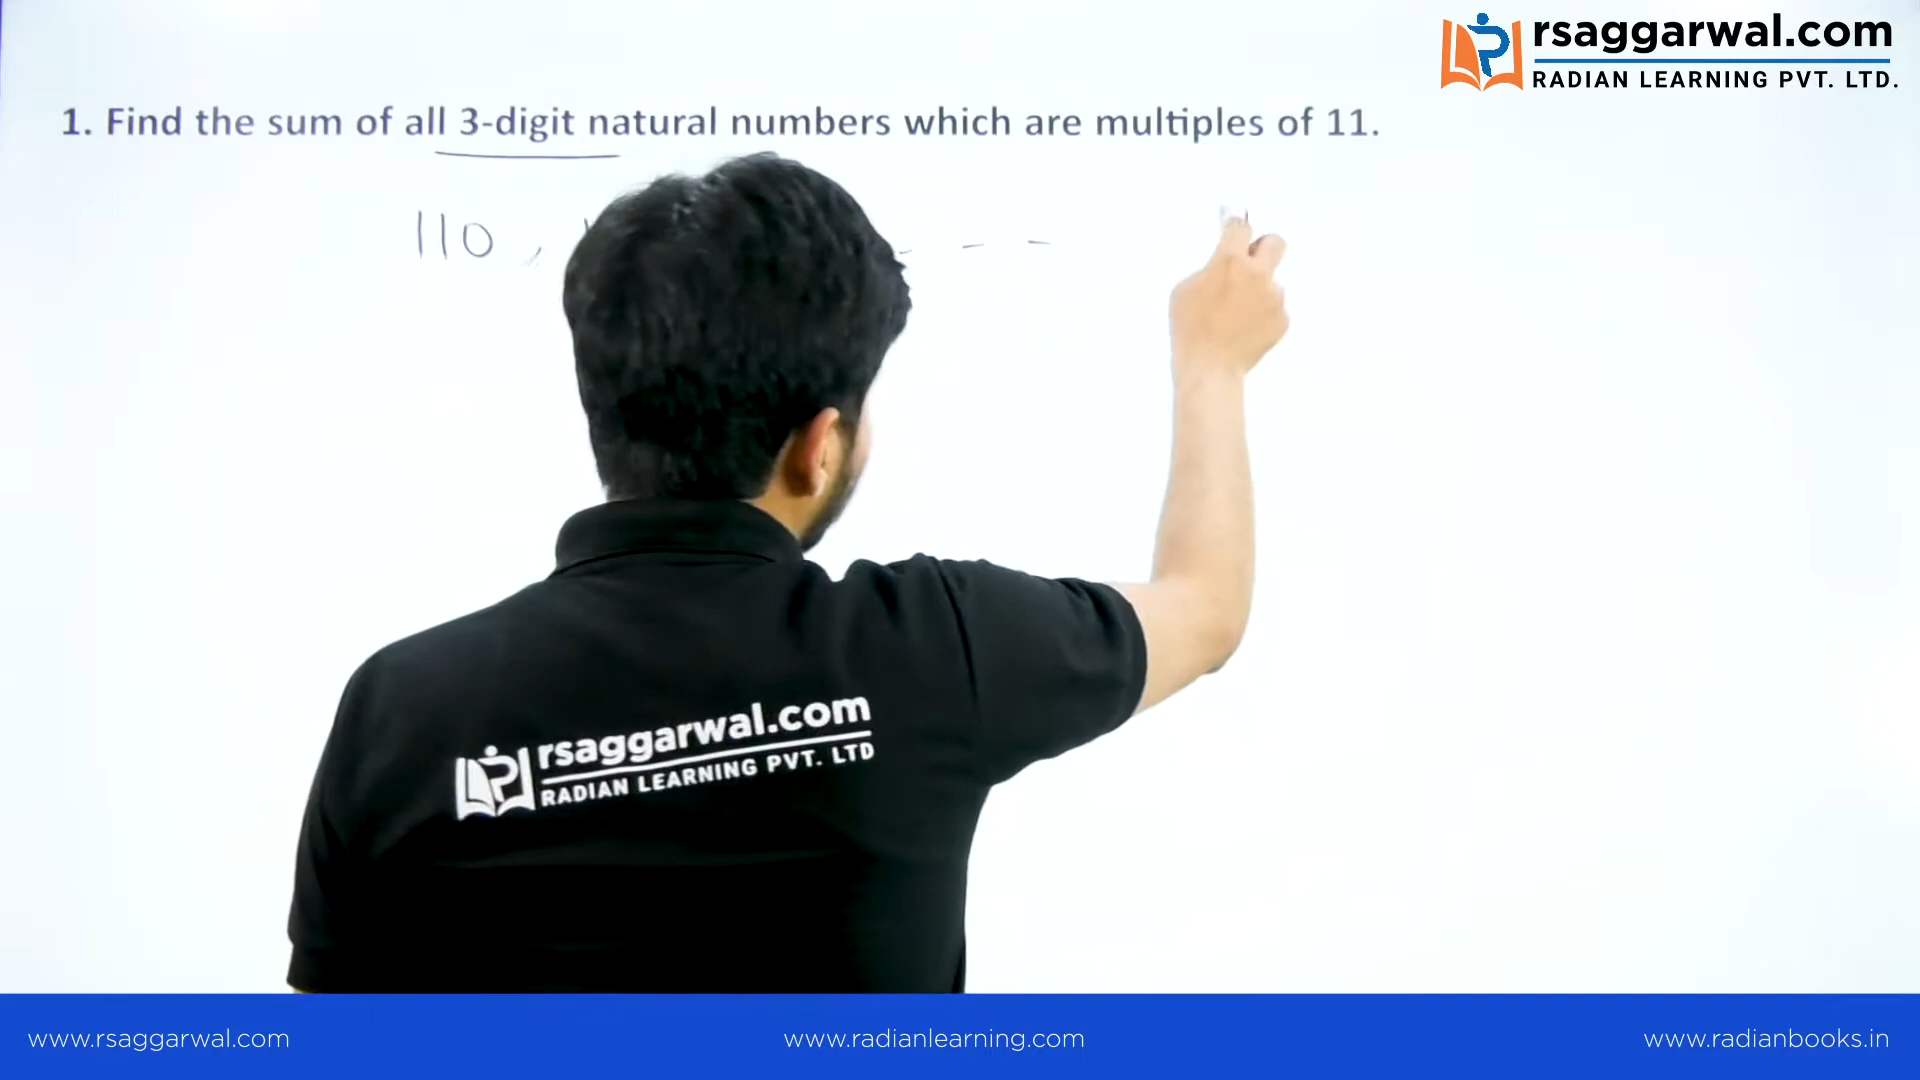 rsaggarwal.com
RADIAN LEARNING PVT. LTD.
1. Find the sum of all 3-digit natural numbers which are multiples of 11.
110 , - - -
rsaggarwal.com
RADIAN LEARNING PVT. LTD
www.rsaggarwal.com
www.radianlearning.com
www.radianbooks.in